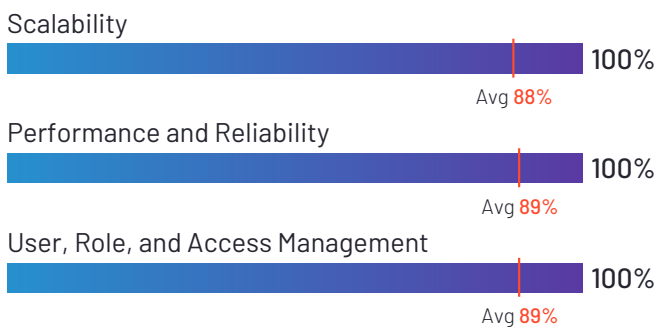 Scalability
100%
Avg 88%
Performance and Reliability
100%
Avg 89%
User, Role, and Access Management
100%
Avg 89%